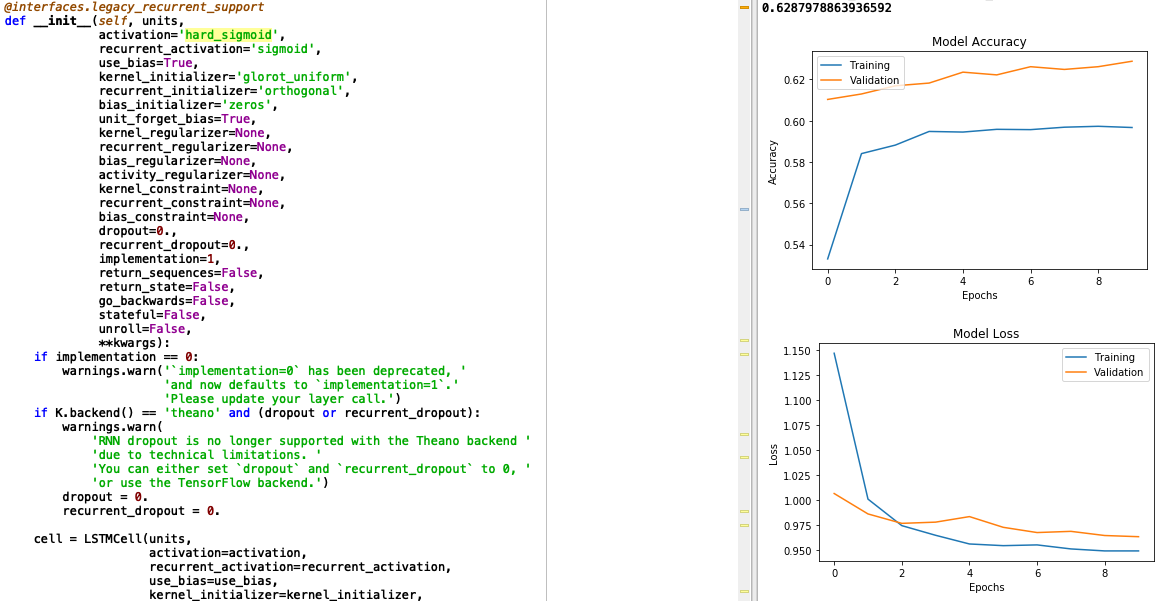 @interfaces.legacy_recurrent_support
def __init__(self, units,
activation='hard_sigmoid',
recurrent_activation='sigmoid',
use_bias=True,
kernel_initializer='glorot_uniform',
recurrent_initializer='orthogonal',
bias_initializer='zeros',
unit_forget_bias=True,
kernel_regularizer=None,
recurrent_regularizer=None,
bias_regularizer=None,
activity_regularizer=None,
kernel_constraint=None,
recurrent_constraint=None,
bias_constraint=None,
dropout=0.,
recurrent_dropout=0.,
implementation=1,
return_sequences=False,
return_state=False,
go_backwards=False,
stateful=False,
unroll=False,
**kwargs):
if implementation == 0:
warnings.warn('`implementation=0` has been deprecated, '
'and now defaults to `implementation=1`.'
'Please update your layer call.')
if K.backend() == 'theano' and (dropout or recurrent_dropout):
warnings.warn(
'RNN dropout is no longer supported with the Theano backend '
'due to technical limitations. '
'You can either set `dropout` and `recurrent_dropout` to 0, '
'or use the TensorFlow backend.')
dropout = 0.
recurrent_dropout = 0.
cell = LSTMCell(units,
activation=activation,
recurrent_activation=recurrent_activation,
use_bias=use_bias,
kernel_initializer=kernel_initializer,
0.6287978863936592
Model Accuracy
Training
Validation
0.62
0.60
0.58
0.56
0.54
Accuracy
0 2 4 6 8
Epochs
Model Loss
Training
Validation
1.150
1.125
1.100
1.075
1.050
1.025
1.000
0.975
0.950
Loss
0 2 4 6 8
Epochs